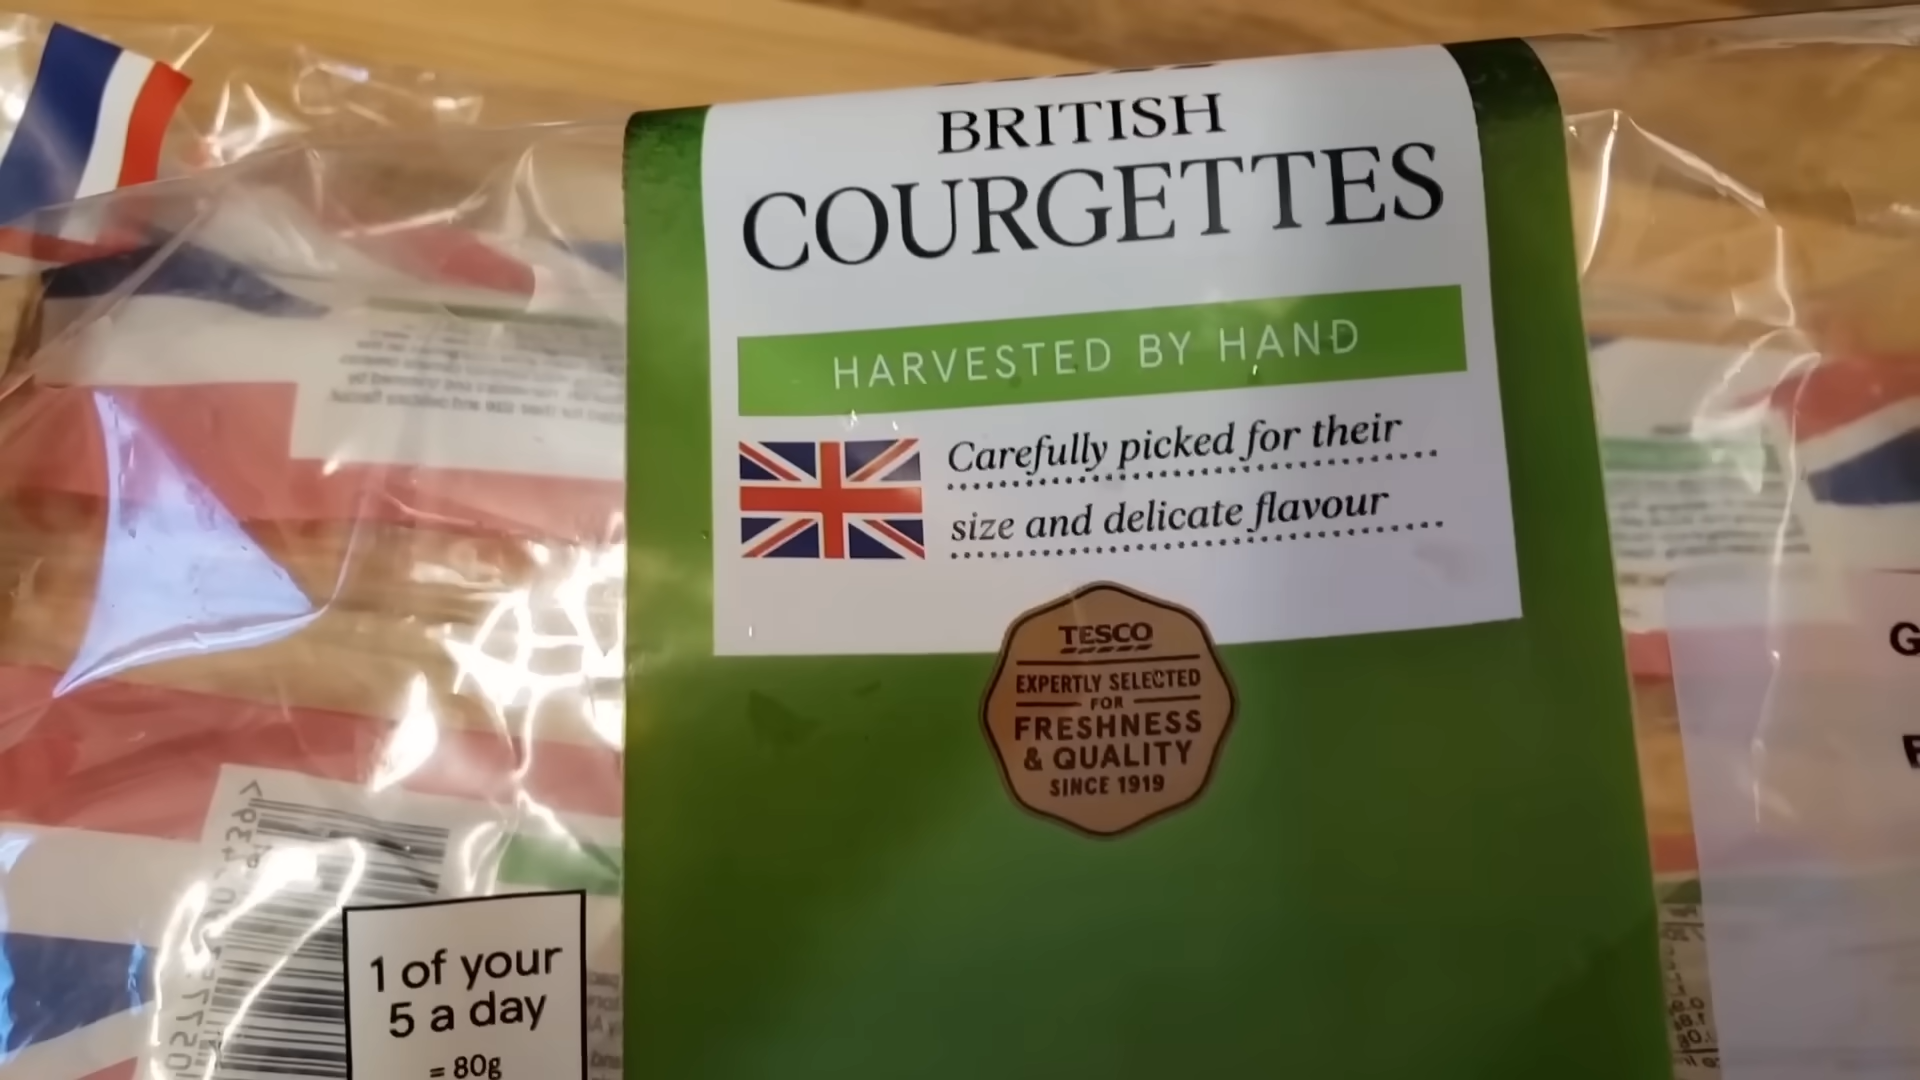 BRITISH
COURGETTES
HARVESTED BY HAND
Carefully picked for their
size and delicate flavour
TESCO
EXPERTLY SELECTED
FOR
FRESHNESS
& QUALITY
SINCE 1919
1 of your
5 a day
= 80g